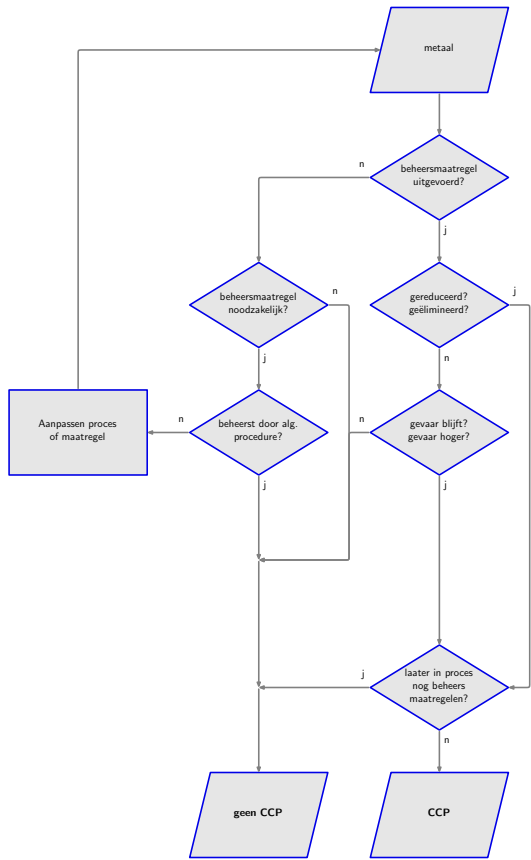 metaal
n
beheersmaatregel
uitgevoerd?
j
beheersmaatregel
noodzakelijk?
n
gereduceerd?
geëlimineerd?
j
j
n
Aanpassen proces
of maatregel
n
beheerst door alg.
procedure?
n
gevaar blijft?
gevaar hoger?
j
j
j
laater in proces
nog beheers
maatregelen?
n
geen CCP
CCP